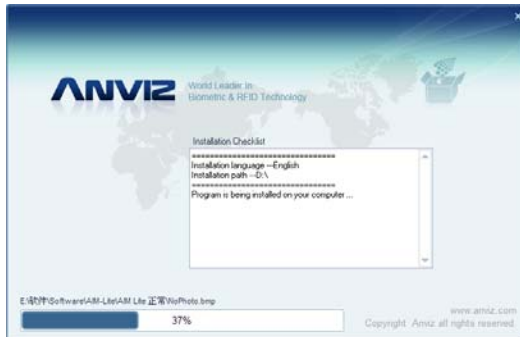 ANVIZ
World Leader in
Biometric & RFID Technology
Installation Checklist
================================
Installation language ---English
Installation path ---D:\
================================
Program is being installed on your computer ...
E:\软件\Software\AIM-Lite\AIM Lite 正常\NoPhoto.bmp
37%
www.anviz.com
Copyright Anviz all rights reserved